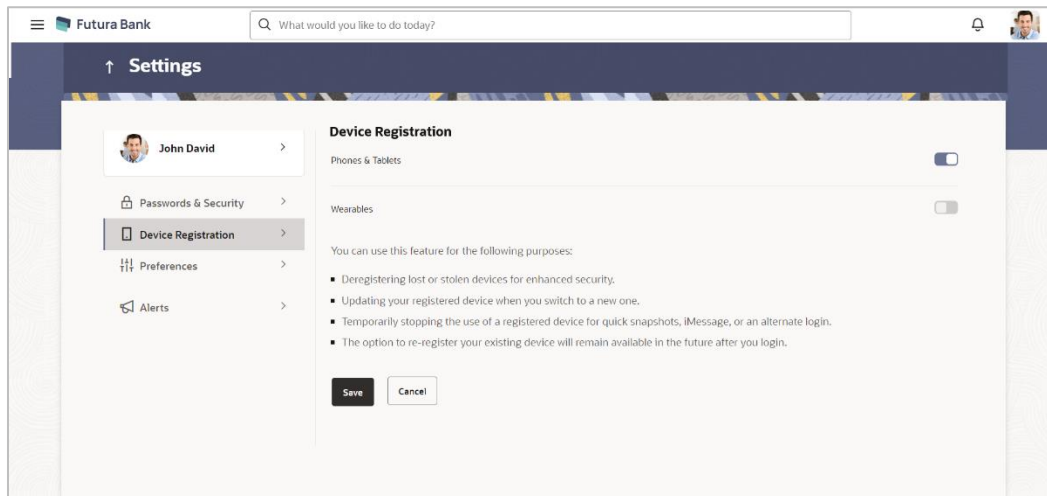 Futura Bank
What would you like to do today?
↑ Settings
John David
Passwords & Security
Device Registration
Preferences
Alerts
Device Registration
Phones & Tablets
Wearables
You can use this feature for the following purposes:
▪ Deregistering lost or stolen devices for enhanced security.
▪ Updating your registered device when you switch to a new one.
▪ Temporarily stopping the use of a registered device for quick snapshots, iMessage, or an alternate login.
▪ The option to re-register your existing device will remain available in the future after you login.
Save
Cancel